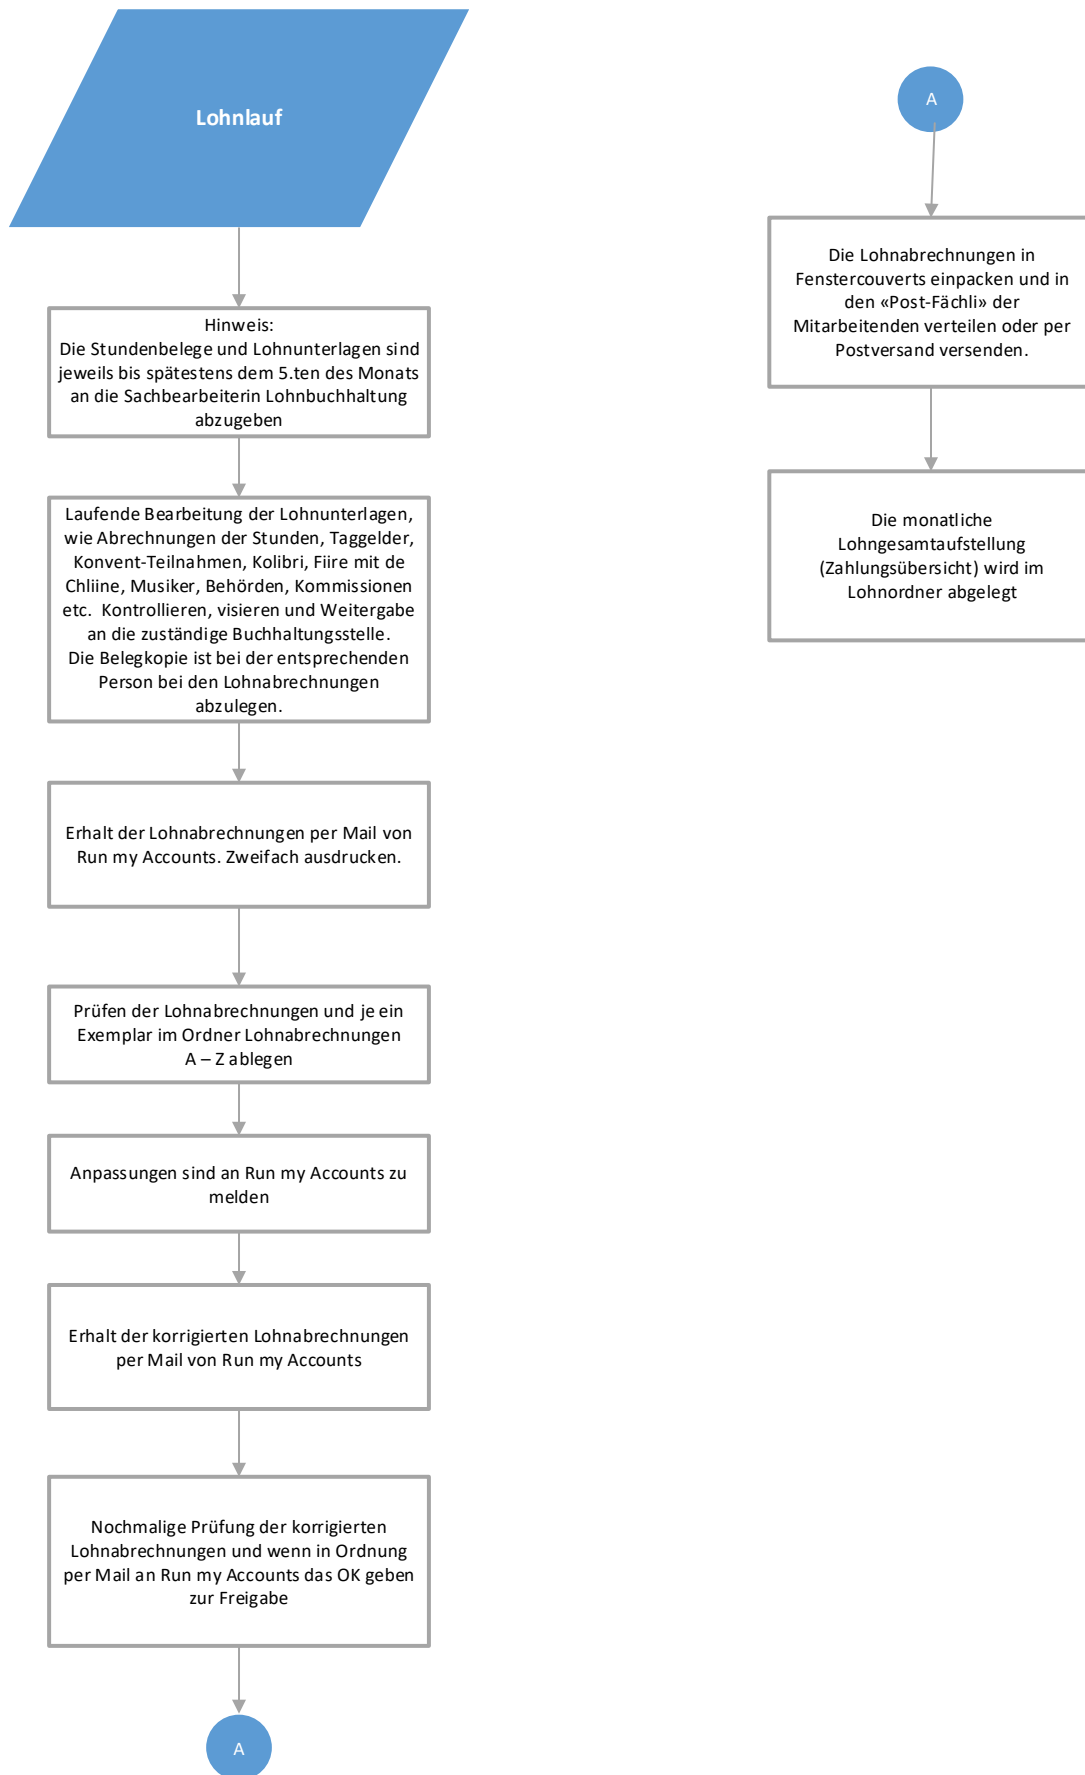 Lohnlauf
Hinweis:
Die Stundenbelege und Lohnunterlagen sind
jeweils bis spätestens dem 5.ten des Monats
an die Sachbearbeiterin Lohnbuchhaltung
abzugeben
Laufende Bearbeitung der Lohnunterlagen,
wie Abrechnungen der Stunden, Taggelder,
Konvent-Teilnahmen, Kolibri, Fiire mit de
Chliine, Musiker, Behörden, Kommissionen
etc. Kontrollieren, visieren und Weitergabe
an die zuständige Buchhaltungsstelle.
Die Belegkopie ist bei der entsprechenden
Person bei den Lohnabrechnungen
abzulegen.
Erhalt der Lohnabrechnungen per Mail von
Run my Accounts. Zweifach ausdrucken.
Prüfen der Lohnabrechnungen und je ein
Exemplar im Ordner Lohnabrechnungen
A – Z ablegen
Anpassungen sind an Run my Accounts zu
melden
Erhalt der korrigierten Lohnabrechnungen
per Mail von Run my Accounts
Nochmalige Prüfung der korrigierten
Lohnabrechnungen und wenn in Ordnung
per Mail an Run my Accounts das OK geben
zur Freigabe
A
A
Die Lohnabrechnungen in
Fenstercouverts einpacken und in
den «Post-Fächli» der
Mitarbeitenden verteilen oder per
Postversand versenden.
Die monatliche
Lohngesamtaufstellung
(Zahlungsübersicht) wird im
Lohnordner abgelegt